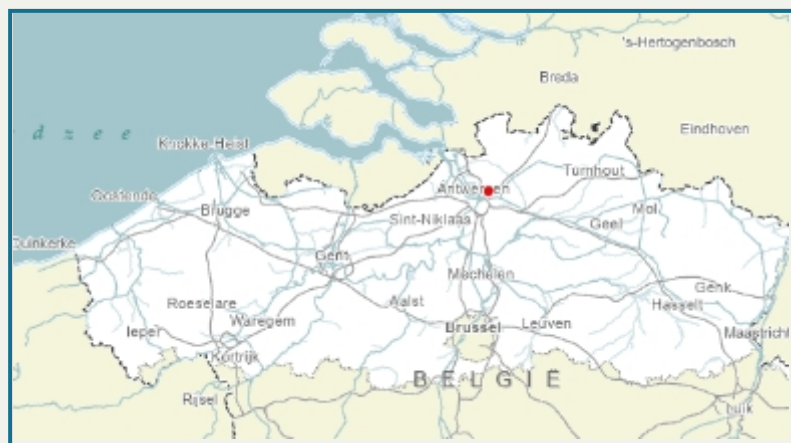 's-Hertogenbosch
Breda
Eindhoven
d z e e
Knokke-Heist
Turnhout
Oostende
Antwerpen
Brugge
Sint-Niklaas
Mol
Geel
Duinkerke
Gent
Mechelen
Genk
Roeselare
Aalst
Hasselt
Ieper
Waregem
Brussel
Leuven
Maastricht
Kortrijk
BELGIË
Rijsel
Luik